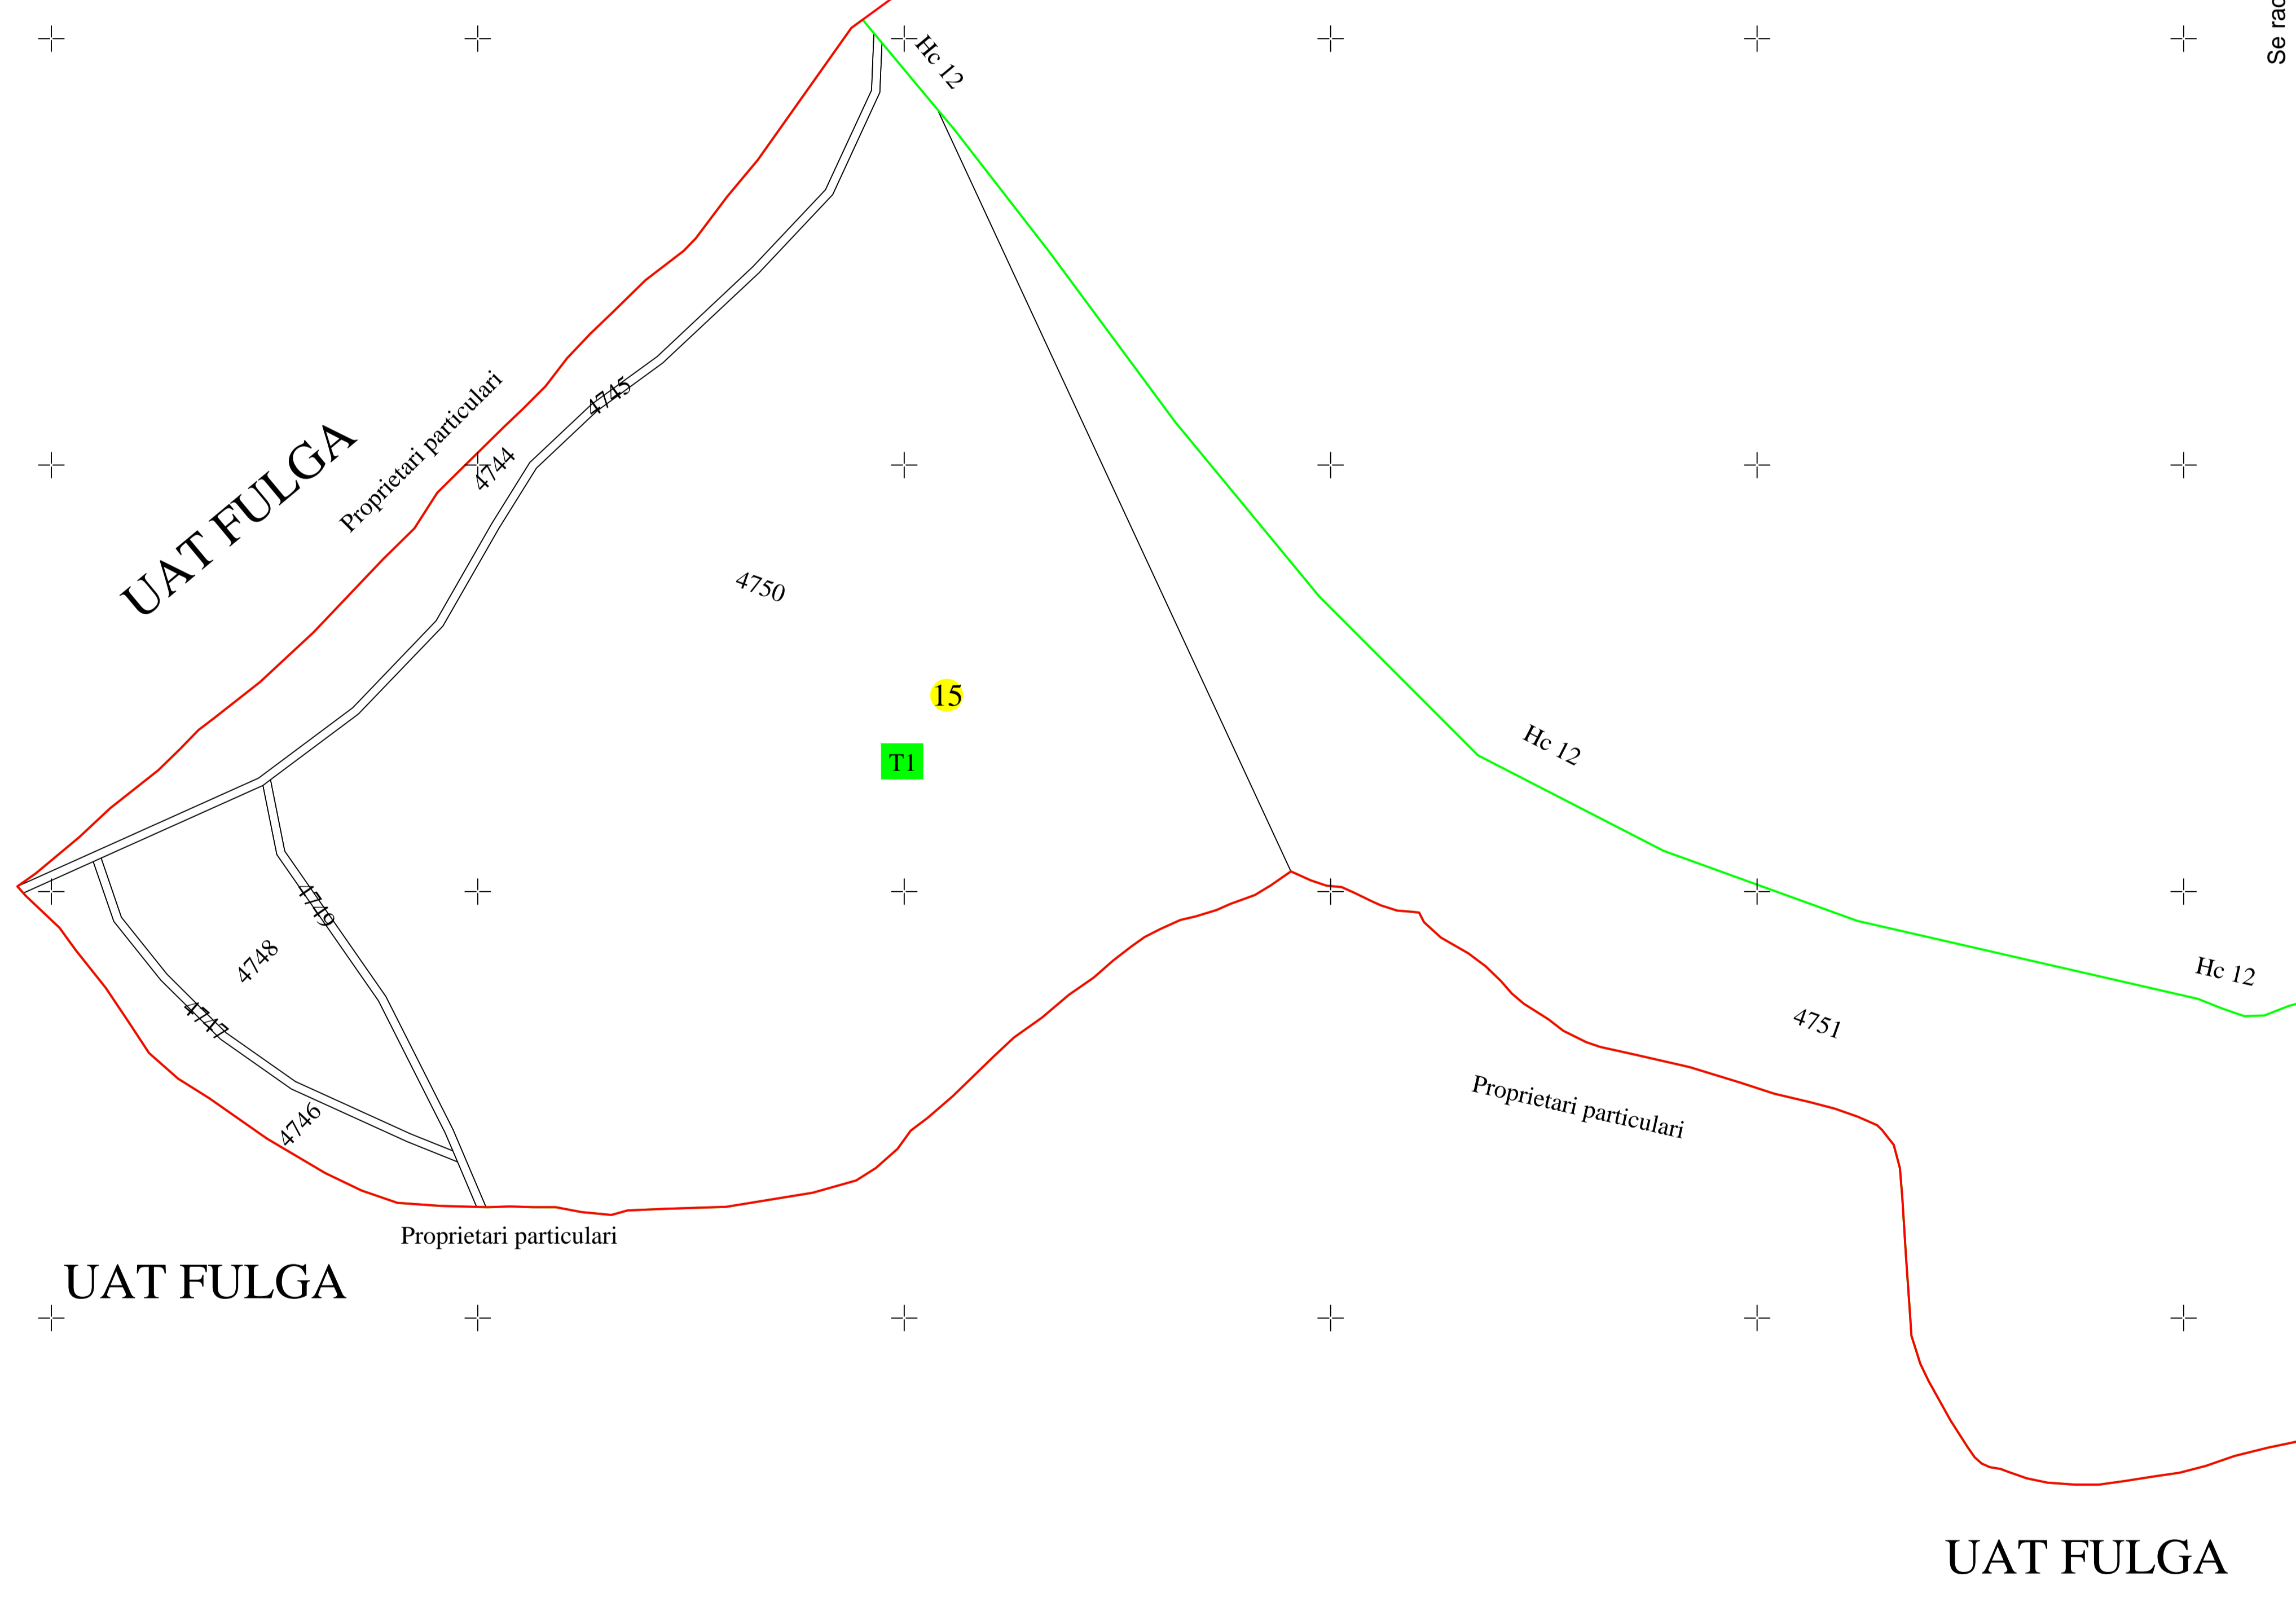 Se rad
Hc 12
4745
Proprietari particulari
4744
UAT FULGA
4750
15
Hc 12
T1
4749
4748
Hc 12
4747
4751
4746
Proprietari particulari
Proprietari particulari
UAT FULGA
UAT FULGA